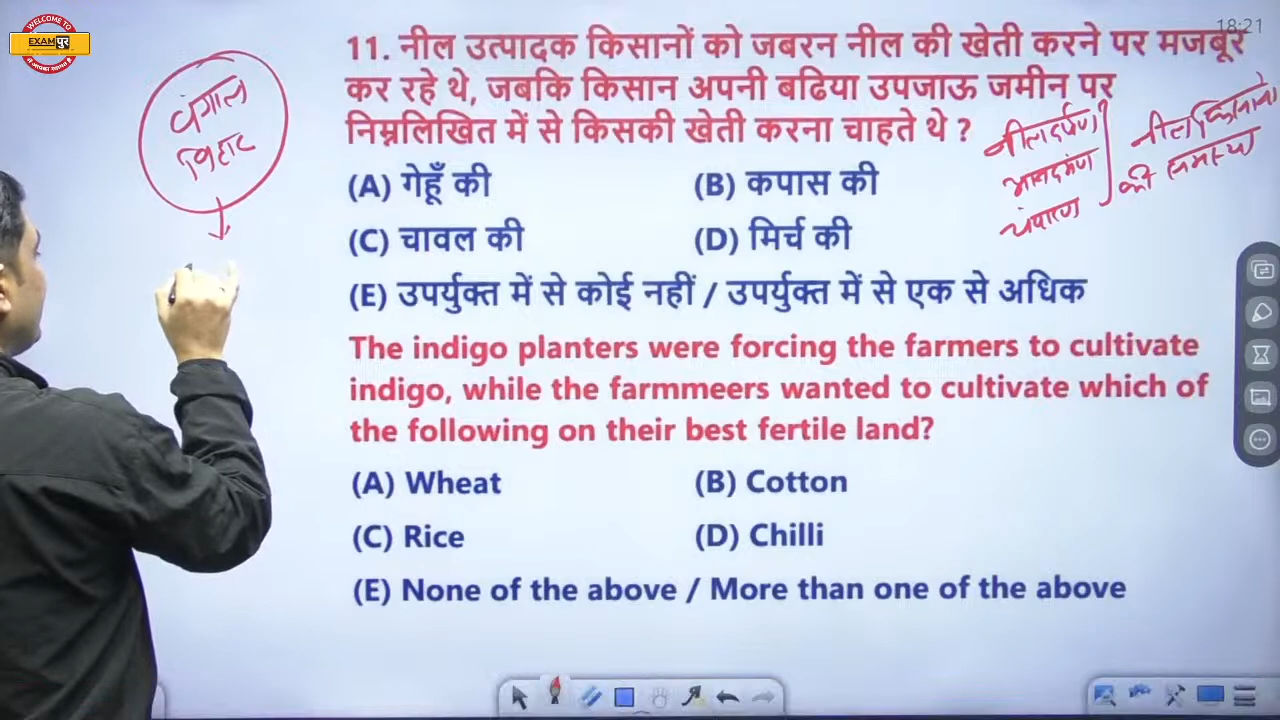 WELCOME TO
EXAMपुर
18:21
11. नील उत्पादक किसानों को जबरन नील की खेती करने पर मजबूर
कर रहे थे, जबकि किसान अपनी बढिया उपजाऊ जमीन पर
निम्नलिखित में से किसकी खेती करना चाहते थे ?
(A) गेहूँ की
(B) कपास की
(C) चावल की
(D) मिर्च की
(E) उपर्युक्त में से कोई नहीं / उपर्युक्त में से एक से अधिक
The indigo planters were forcing the farmers to cultivate
indigo, while the farmmeers wanted to cultivate which of
the following on their best fertile land?
(A) Wheat
(B) Cotton
(C) Rice
(D) Chilli
(E) None of the above / More than one of the above
बंगाल
बिहार
नीलदर्पण
चंपारण
की समस्या